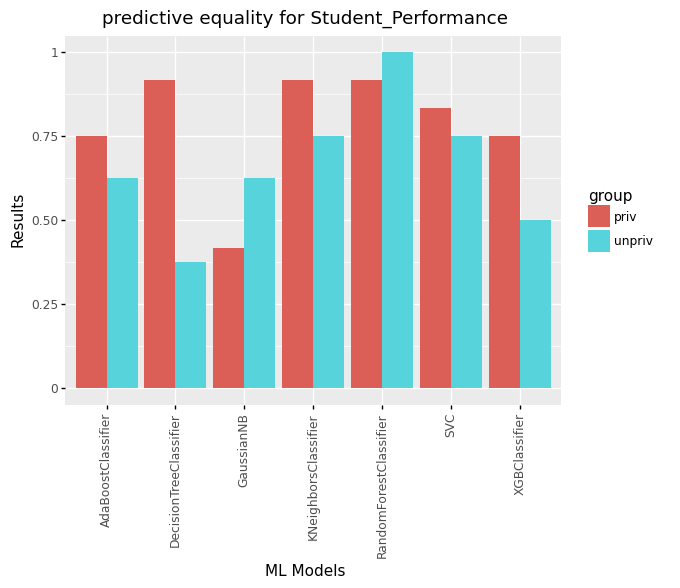 predictive equality for Student_Performance
Results
1
0.75
0.50
0.25
0
AdaBoostClassifier
DecisionTreeClassifier
GaussianNB
KNeighborsClassifier
RandomForestClassifier
SVC
XGBClassifier
ML Models
group
priv
unpriv